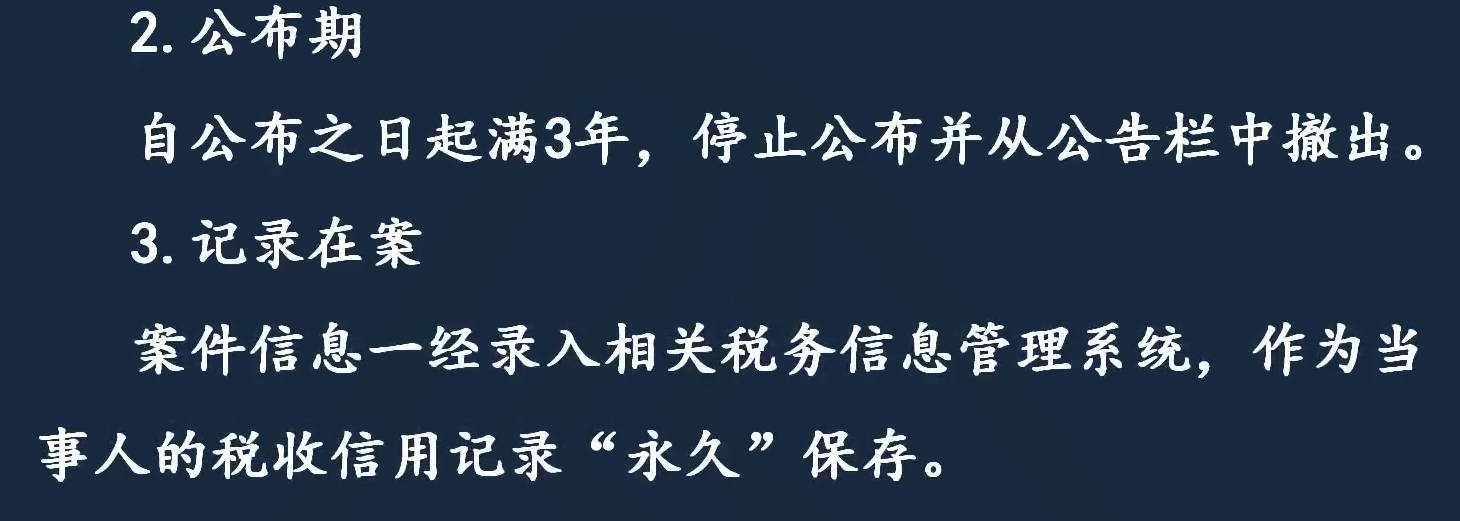 2. 公布期
自公布之日起满3年，停止公布并从公告栏中撤出。
3. 记录在案
案件信息一经录入相关税务信息管理系统，作为当
事人的税收信用记录“永久”保存。